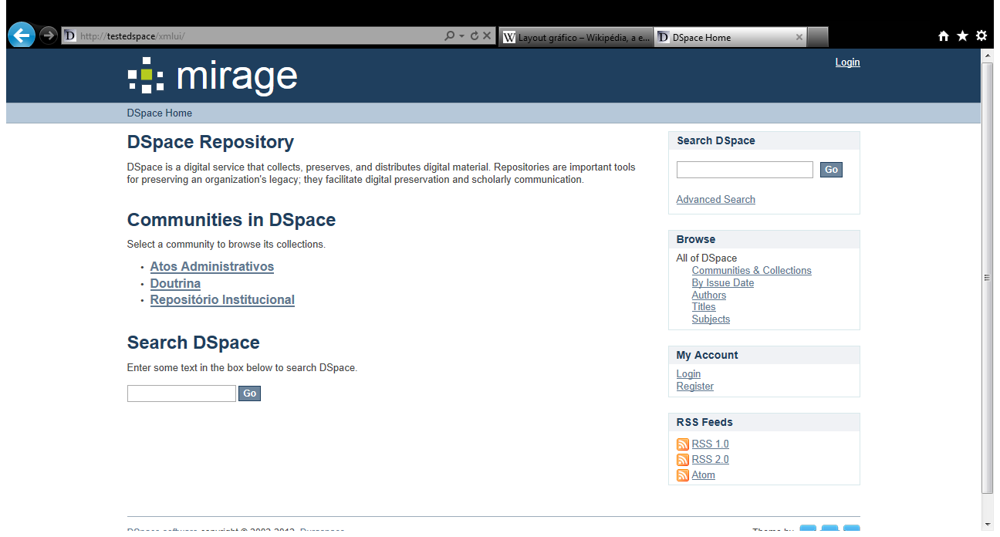 http://testedspace/xmlui/
Layout gráfico – Wikipédia, a e...
DSpace Home
mirage
Login
DSpace Home
DSpace Repository
DSpace is a digital service that collects, preserves, and distributes digital material. Repositories are important tools
for preserving an organization's legacy; they facilitate digital preservation and scholarly communication.
Communities in DSpace
Select a community to browse its collections.
Atos Administrativos
Doutrina
Repositório Institucional
Search DSpace
Enter some text in the box below to search DSpace.
Go
Search DSpace
Go
Advanced Search
Browse
All of DSpace
Communities & Collections
By Issue Date
Authors
Titles
Subjects
My Account
Login
Register
RSS Feeds
RSS 1.0
RSS 2.0
Atom
DSpace software copyright © 2002-2012 Duraspace
Theme by